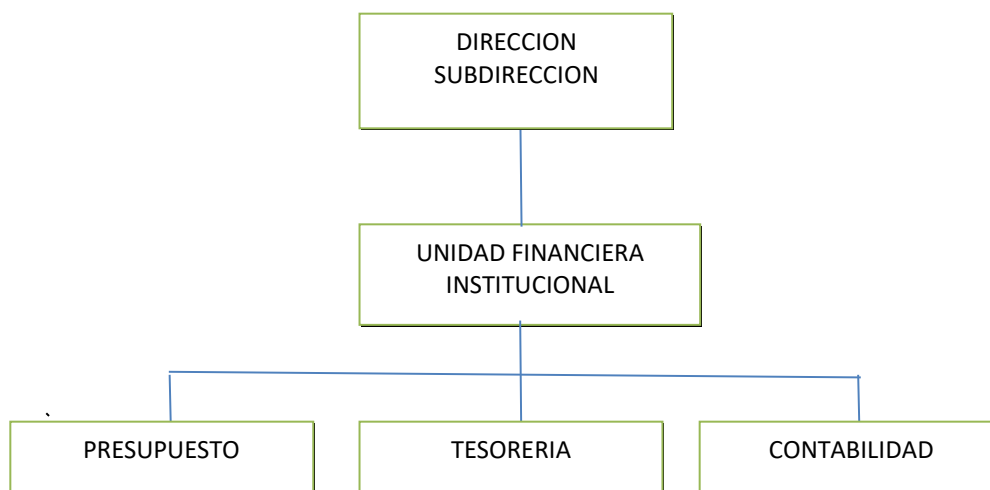 DIRECCION
SUBDIRECCION
UNIDAD FINANCIERA
INSTITUCIONAL
`
PRESUPUESTO
TESORERIA
CONTABILIDAD